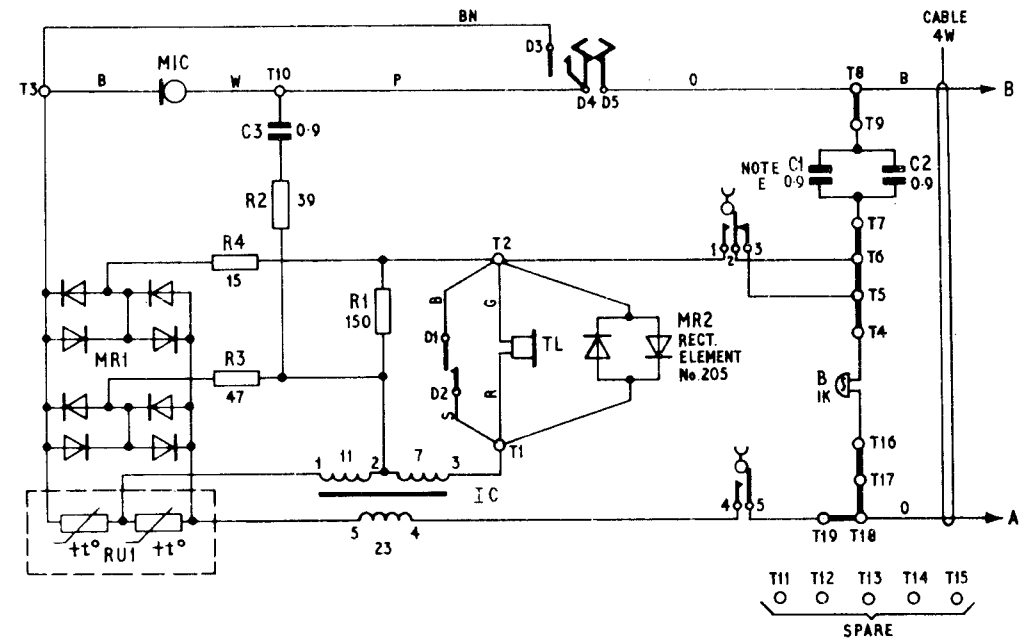 BN
CABLE
4W
D3
T3
B
MIC
W
T10
P
D4 D5
O
T8
B
B
C3 0·9
T9
NOTE
E
C1
0·9
C2
0·9
R2 39
T7
R4
15
T2
1 2 3
T6
R1
150
T5
B
G
MR2
RECT.
ELEMENT
No.205
T4
D1
TL
MR1
R3
47
D2
R
S
B
1K
T1
T16
1 11 2 7 3
IC
T17
4 5
O
A
+t° RU1 +t°
5 4
23
T19 T18
T11 T12 T13 T14 T15
SPARE